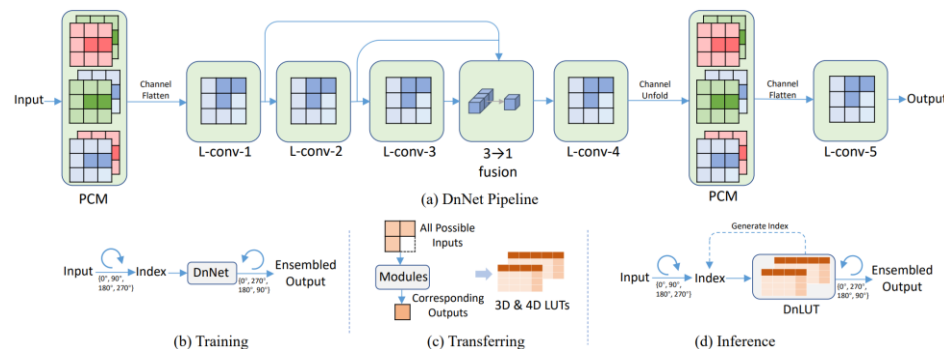 Input
Channel
Flatten
Channel
Unfold
Channel
Flatten
Output
PCM
L-conv-1
L-conv-2
L-conv-3
3→1
fusion
L-conv-4
PCM
L-conv-5
(a) DnNet Pipeline
Input
{0°, 90°,
180°, 270°}
Index
DnNet
{0°, 270°,
180°, 90°}
Ensembled
Output
(b) Training
All Possible
Inputs
Modules
Corresponding
Outputs
3D & 4D LUTs
(c) Transferring
Generate Index
Input
{0°, 90°,
180°, 270°}
Index
DnLUT
{0°, 270°,
180°, 90°}
Ensembled
Output
(d) Inference